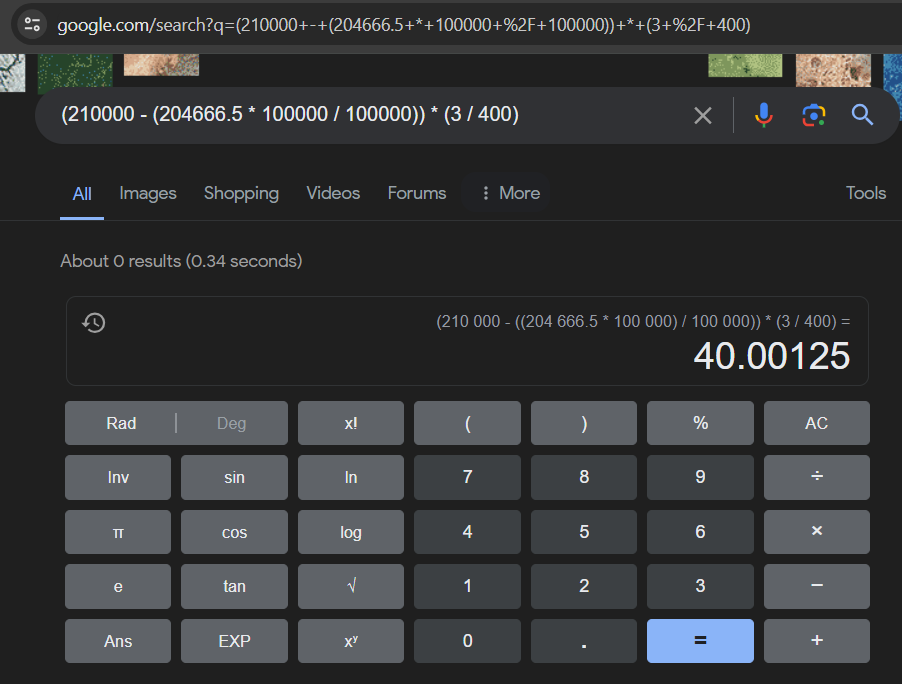 google.com/search?q=(210000+-+(204666.5+*+100000+%2F+100000))+*+(3+%2F+400)
(210000 - (204666.5 * 100000 / 100000)) * (3 / 400)
All Images Shopping Videos Forums More Tools
About 0 results (0.34 seconds)
(210 000 - ((204 666.5 * 100 000) / 100 000)) * (3 / 400) =
40.00125
Rad | Deg x! ( ) % AC
Inv sin ln 7 8 9 ÷
π cos log 4 5 6 ×
e tan √ 1 2 3 −
Ans EXP xʸ 0 . = +